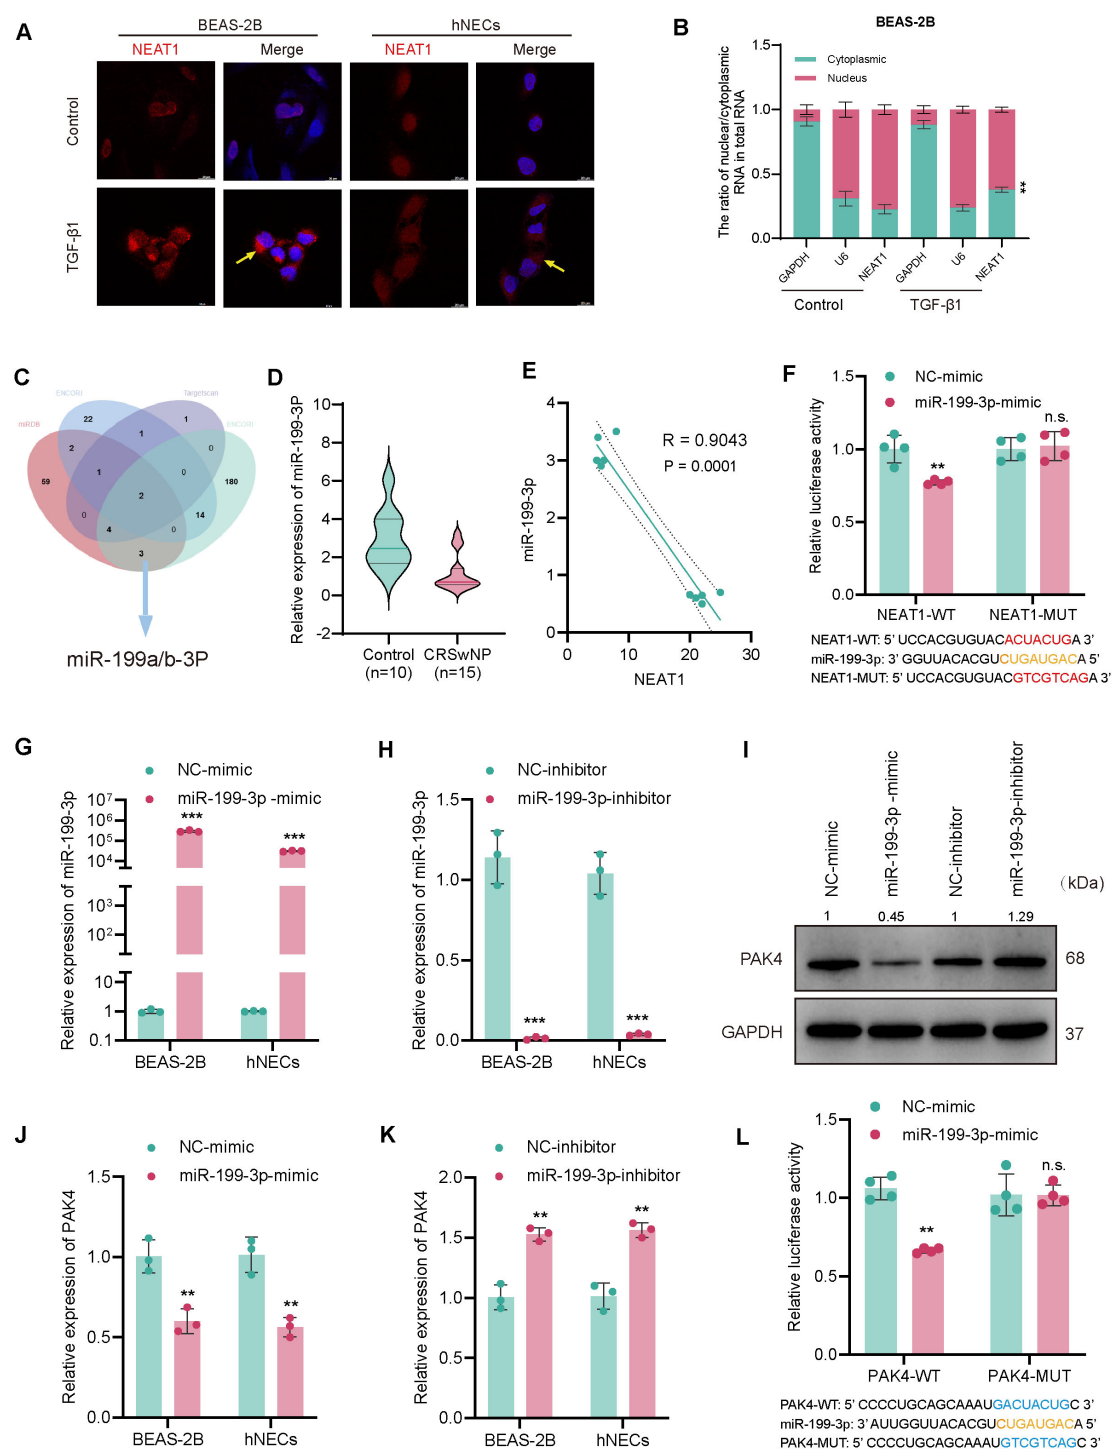 A
BEAS-2B
hNECs
NEAT1
Merge
NEAT1
Merge
Control
TGF-β1
B
BEAS-2B
The ratio of nuclear/cytoplasmic
RNA in total RNA
Cytoplasmic
Nucleus
1.5
1.0
0.5
0.0
**
GAPDH
U6
NEAT1
GAPDH
U6
NEAT1
Control
TGF-β1
C
miRDB
ENCORI
Targetscan
ENCORI
22
1
2
1
0
59
1
0
180
2
0
14
4
0
3
miR-199a/b-3P
D
Relative expression of miR-199-3P
10
8
6
4
2
0
-2
Control
(n=10)
CRSwNP
(n=15)
E
miR-199-3p
4
3
2
1
0
R = 0.9043
P = 0.0001
0
10
20
30
NEAT1
F
NC-mimic
miR-199-3p-mimic
Relative luciferase activity
1.5
1.0
0.5
0.0
**
n.s.
NEAT1-WT
NEAT1-MUT
NEAT1-WT: 5' UCCACGUGUACACUACUGA 3'
miR-199-3p: 3' GGUUACACGUCUGAUGACA 5'
NEAT1-MUT: 5' UCCACGUGUACGTCGTCAGA 3'
G
NC-mimic
miR-199-3p -mimic
Relative expression of miR-199-3p
10⁷
10⁶
10⁵
10⁴
10³
10²
10
1
0.1
***
***
BEAS-2B
hNECs
H
NC-inhibitor
miR-199-3p-inhibitor
Relative expression of miR-199-3p
1.5
1.0
0.5
0.0
***
***
BEAS-2B
hNECs
I
NC-mimic
miR-199-3p -mimic
NC-inhibitor
miR-199-3p-inhibitor
(kDa)
1
0.45
1
1.29
PAK4
68
GAPDH
37
J
NC-mimic
miR-199-3p-mimic
Relative expression of PAK4
1.5
1.0
0.5
0.0
**
**
BEAS-2B
hNECs
K
NC-inhibitor
miR-199-3p-inhibitor
Relative expression of PAK4
2.0
1.5
1.0
0.5
0.0
**
**
BEAS-2B
hNECs
L
NC-mimic
miR-199-3p-mimic
Relative luciferase activity
1.5
1.0
0.5
0.0
**
n.s.
PAK4-WT
PAK4-MUT
PAK4-WT: 5' CCCCUGCAGCAAAUGACUACUGC 3'
miR-199-3p: 3' AUUGGUUACACGUCUGAUGACA 5'
PAK4-MUT: 5' CCCCUGCAGCAAAUGTCGTCAGC 3'